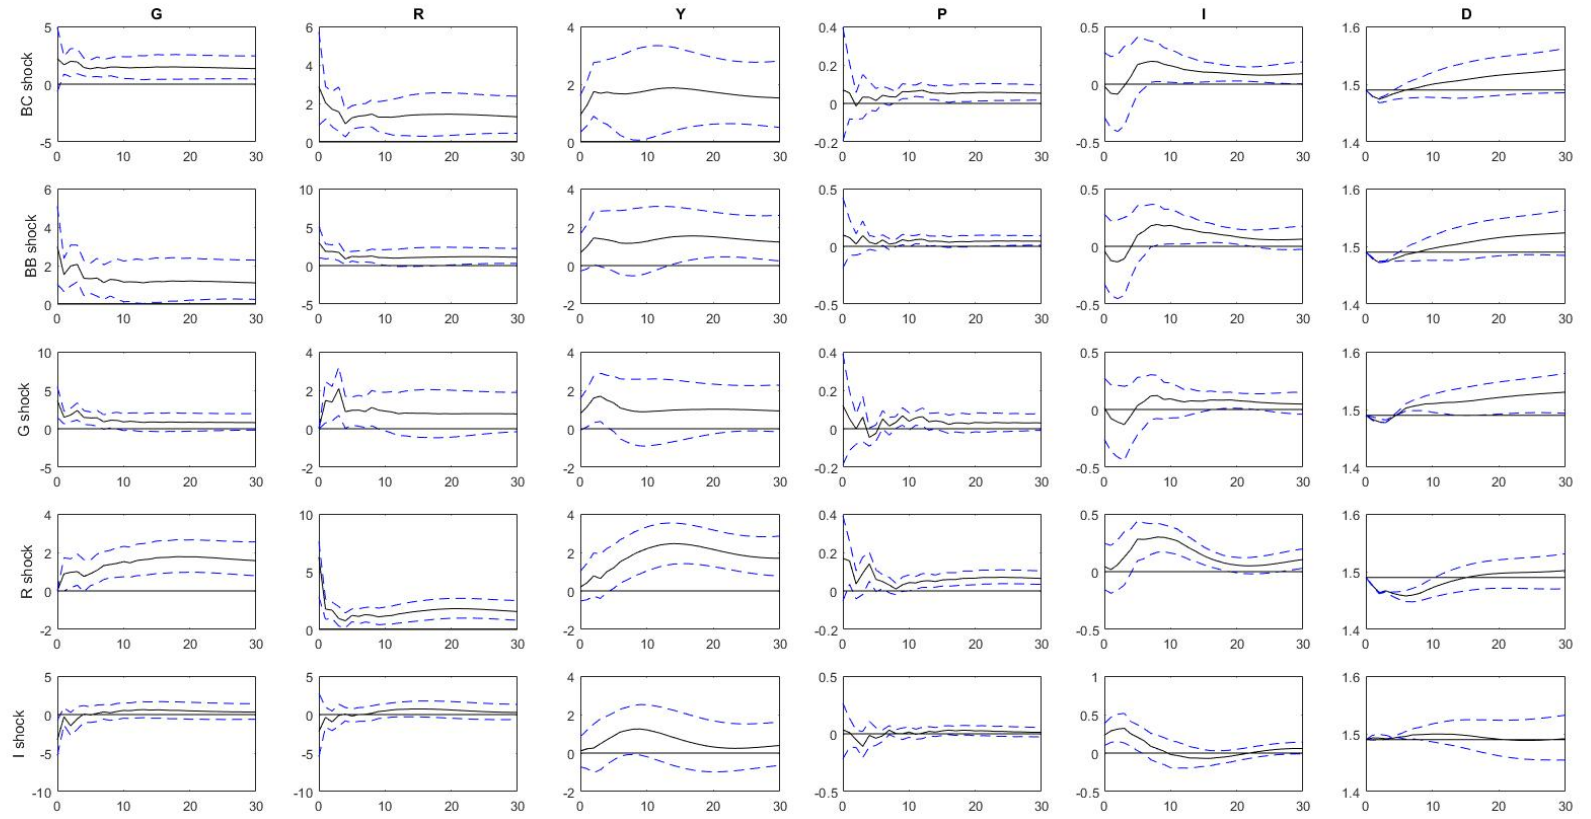 G R Y P I D
BC shock
5 6 4 0.4 0.5 1.6
4 0.2
0 2 0 1.5
2 0
-5 0 0 -0.2 -0.5 1.4
0 10 20 30 0 10 20 30 0 10 20 30 0 10 20 30 0 10 20 30 0 10 20 30
BB shock
6 10 4 0.5 0.5 1.6
4 5 2
0 0 1.5
2 0 0
0 -5 -2 -0.5 -0.5 1.4
0 10 20 30 0 10 20 30 0 10 20 30 0 10 20 30 0 10 20 30 0 10 20 30
G shock
10 4 4 0.4 0.5 1.6
5 2 2 0.2
0 1.5
0 0 0 0
-5 -2 -2 -0.2 -0.5 1.4
0 10 20 30 0 10 20 30 0 10 20 30 0 10 20 30 0 10 20 30 0 10 20 30
R shock
4 10 4 0.4 0.5 1.6
2 2 0.2
5 0 1.5
0 0 0
-2 0 -2 -0.2 -0.5 1.4
0 10 20 30 0 10 20 30 0 10 20 30 0 10 20 30 0 10 20 30 0 10 20 30
I shock
5 5 4 0.5 1 1.6
0 0 2 0.5
0 1.5
-5 -5 0 0
-10 -10 -2 -0.5 -0.5 1.4
0 10 20 30 0 10 20 30 0 10 20 30 0 10 20 30 0 10 20 30 0 10 20 30